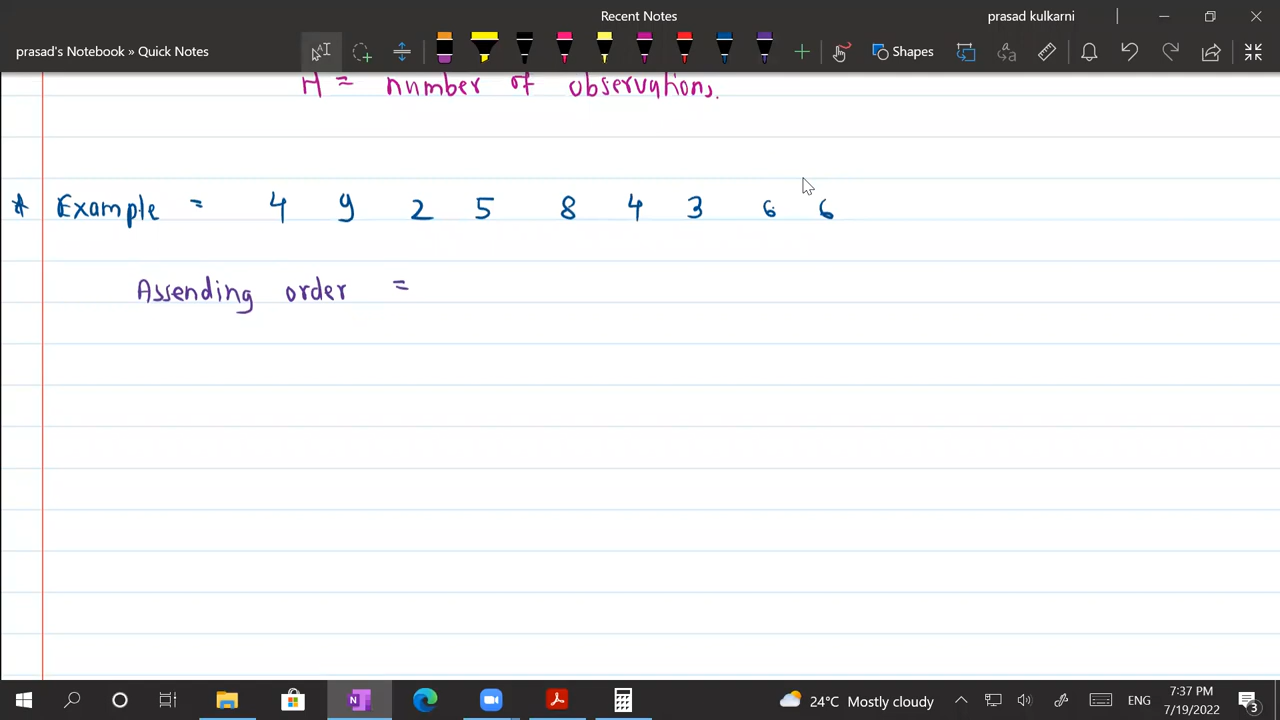 Recent Notes
prasad kulkarni
prasad's Notebook » Quick Notes
Shapes
N = number of observations.
* Example = 4 9 2 5 8 4 3 6 6
Assending order =
24°C Mostly cloudy
ENG
7:37 PM
7/19/2022
3